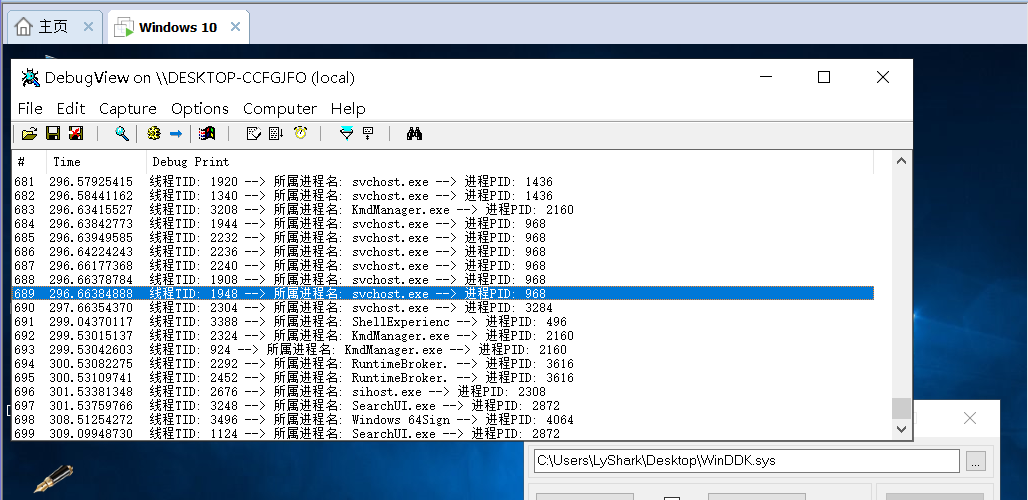 主页
Windows 10
DebugView on \\DESKTOP-CCFGJFO (local)
File Edit Capture Options Computer Help
# Time Debug Print
681 296.57925415 线程TID: 1920 --> 所属进程名: svchost.exe --> 进程PID: 1436
682 296.58441162 线程TID: 1340 --> 所属进程名: svchost.exe --> 进程PID: 1436
683 296.63415527 线程TID: 3208 --> 所属进程名: KmdManager.exe --> 进程PID: 2160
684 296.63842773 线程TID: 1944 --> 所属进程名: svchost.exe --> 进程PID: 968
685 296.63949585 线程TID: 2232 --> 所属进程名: svchost.exe --> 进程PID: 968
686 296.64224243 线程TID: 2236 --> 所属进程名: svchost.exe --> 进程PID: 968
687 296.66177368 线程TID: 2240 --> 所属进程名: svchost.exe --> 进程PID: 968
688 296.66378784 线程TID: 1908 --> 所属进程名: svchost.exe --> 进程PID: 968
689 296.66384888 线程TID: 1948 --> 所属进程名: svchost.exe --> 进程PID: 968
690 297.66354370 线程TID: 2304 --> 所属进程名: svchost.exe --> 进程PID: 3284
691 299.04370117 线程TID: 3388 --> 所属进程名: ShellExperienc --> 进程PID: 496
692 299.53015137 线程TID: 2324 --> 所属进程名: KmdManager.exe --> 进程PID: 2160
693 299.53042603 线程TID: 924 --> 所属进程名: KmdManager.exe --> 进程PID: 2160
694 300.53082275 线程TID: 2292 --> 所属进程名: RuntimeBroker. --> 进程PID: 3616
695 300.53109741 线程TID: 2452 --> 所属进程名: RuntimeBroker. --> 进程PID: 3616
696 301.53381348 线程TID: 2676 --> 所属进程名: sihost.exe --> 进程PID: 2308
697 301.53759766 线程TID: 3248 --> 所属进程名: SearchUI.exe --> 进程PID: 2872
698 308.51254272 线程TID: 3496 --> 所属进程名: Windows 64Sign --> 进程PID: 4064
699 309.09948730 线程TID: 1124 --> 所属进程名: SearchUI.exe --> 进程PID: 2872
C:\Users\LyShark\Desktop\WinDDK.sys
...